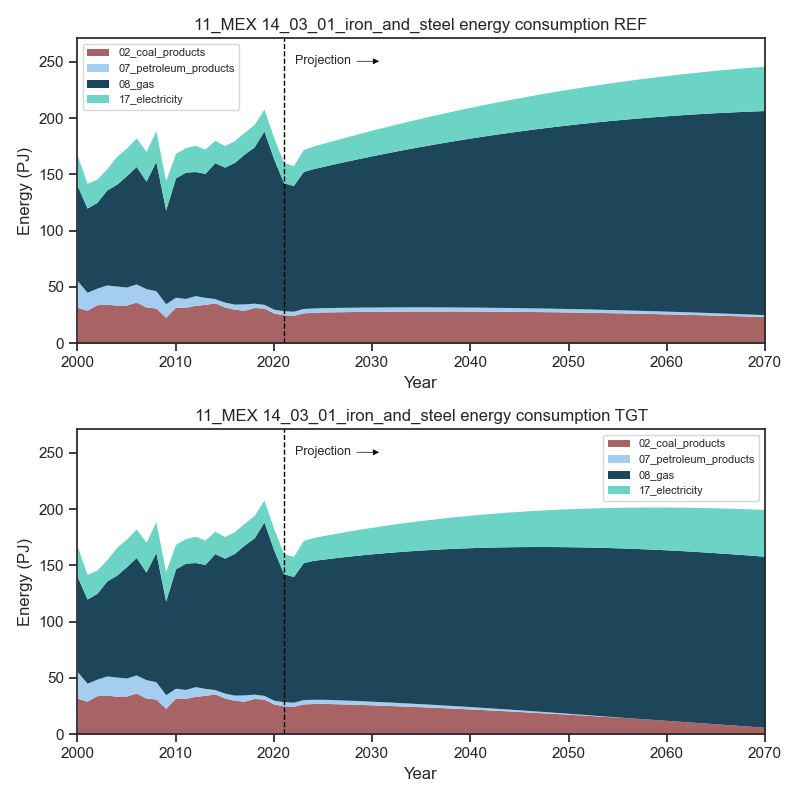 11_MEX 14_03_01_iron_and_steel energy consumption REF
02_coal_products
07_petroleum_products
08_gas
17_electricity
Projection
Energy (PJ)
250
200
150
100
50
0
2000 2010 2020 2030 2040 2050 2060 2070
Year
11_MEX 14_03_01_iron_and_steel energy consumption TGT
Projection
02_coal_products
07_petroleum_products
08_gas
17_electricity
Energy (PJ)
250
200
150
100
50
0
2000 2010 2020 2030 2040 2050 2060 2070
Year